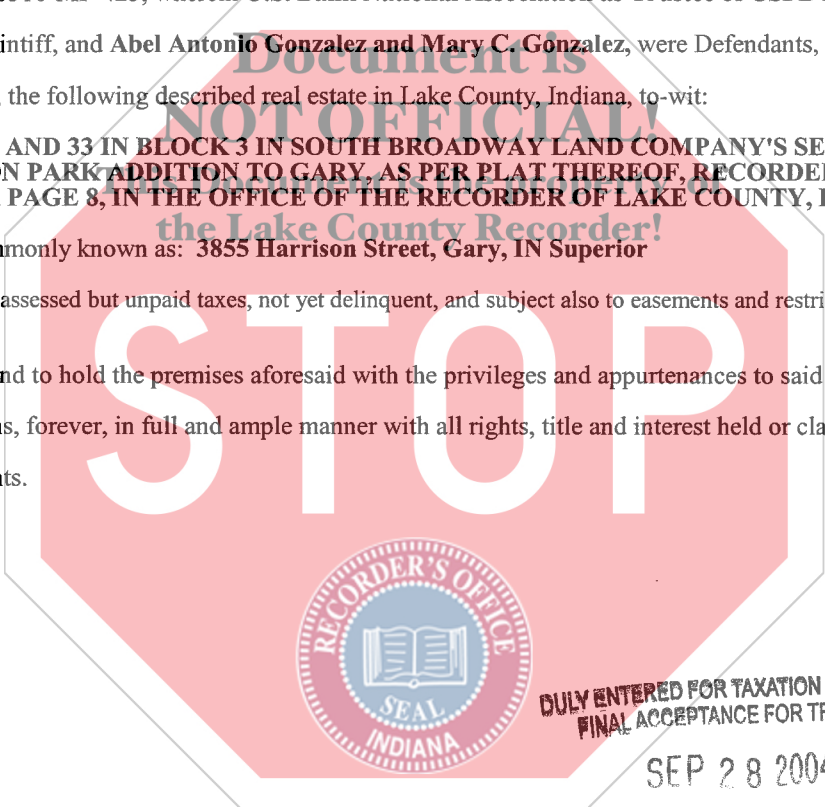 intiff, and Abel Antonio Gonzalez and Mary C. Gonzalez, were Defendants,
Document is
, the following described real estate in Lake County, Indiana, to-wit:
NOT OFFICIAL!
AND 33 IN BLOCK 3 IN SOUTH BROADWAY LAND COMPANY'S SE
N PARK ADDITION TO GARY, AS PER PLAT THEREOF, RECORDE
This Document is the property of
PAGE 8, IN THE OFFICE OF THE RECORDER OF LAKE COUNTY, I
the Lake County Recorder!
mmonly known as: 3855 Harrison Street, Gary, IN Superior
assessed but unpaid taxes, not yet delinquent, and subject also to easements and restri
STOP
nd to hold the premises aforesaid with the privileges and appurtenances to said
s, forever, in full and ample manner with all rights, title and interest held or cla
ts.
RECORDER'S OFFICE
SEAL
INDIANA
DULY ENTERED FOR TAXATION
FINAL ACCEPTANCE FOR TR
SEP 28 2004